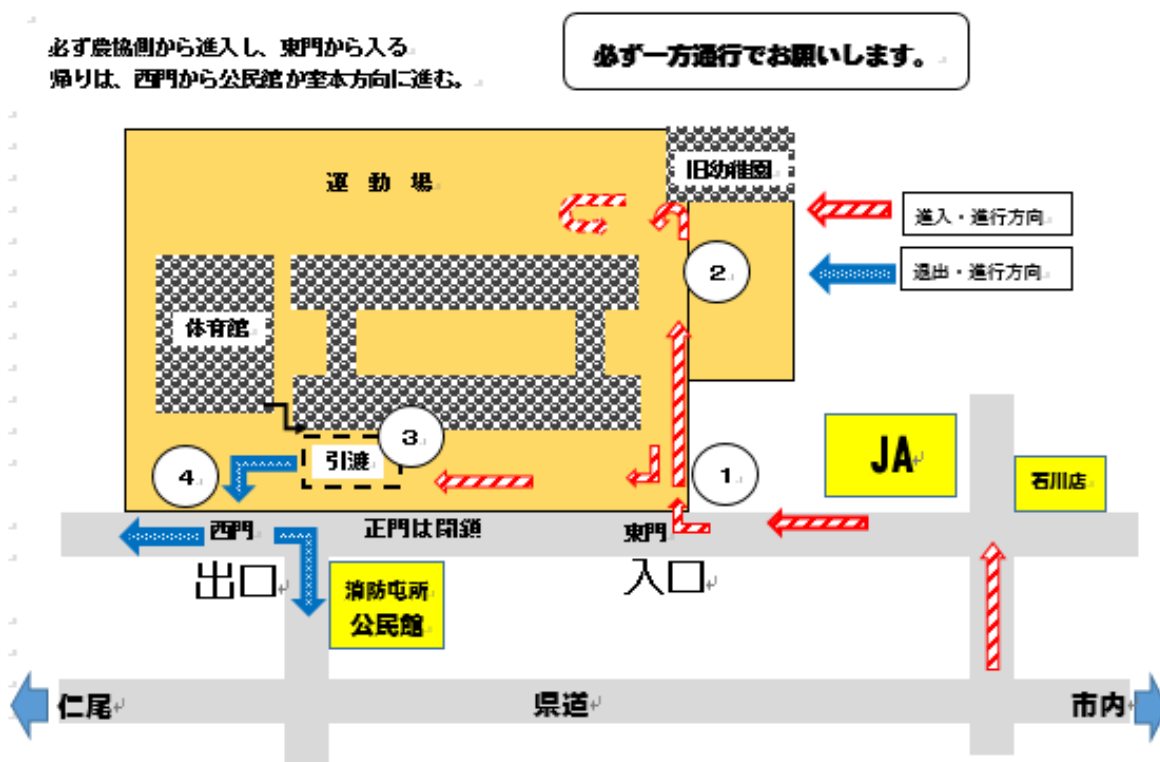 必ず農協側から進入し、東門から入る
帰りは、西門から公民館か室本方向に進む。
必ず一方通行でお願いします。
運動場
旧幼稚園
進入・進行方向
退出・進行方向
2
体育館
3
引渡
4
1
JA
石川店
西門
正門は閉鎖
東門
出口
入口
消防屯所
公民館
仁尾
県道
市内